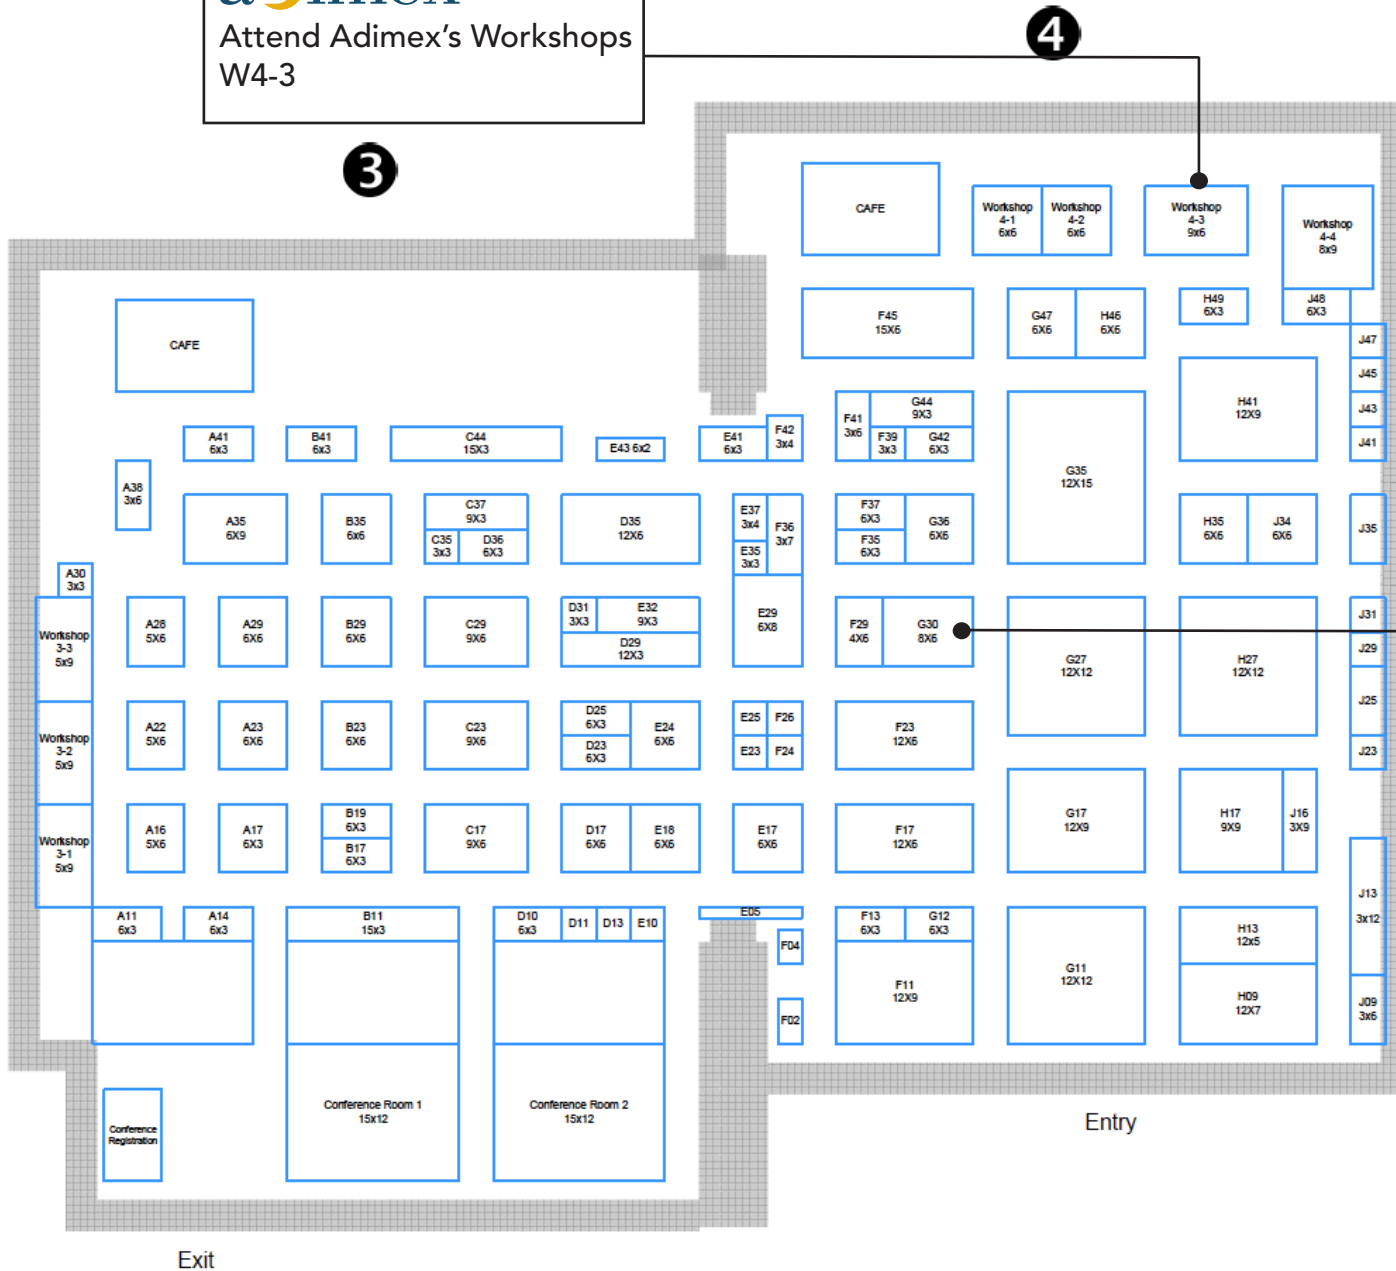 Attend Adimex's Workshops
W4-3
4
3
CAFE
Workshop
4-1
6x6
Workshop
4-2
6x6
Workshop
4-3
9x6
Workshop
4-4
8x9
F45
15X6
G47
6X6
H46
6X6
H49
6X3
J48
6X3
J47
J45
J43
J41
CAFE
H41
12X9
A41
6x3
B41
6x3
C44
15X3
E43 6x2
E41
6x3
F42
3x4
F41
3x6
G44
9X3
F39
3x3
G42
6X3
G35
12X15
A38
3x6
A35
6X9
B35
6x6
C37
9X3
C35
3x3
D36
6X3
D35
12X6
E37
3x4
F36
3x7
E35
3x3
F37
6X3
F35
6X3
G36
6X6
H35
6X6
J34
6X6
J35
A30
3x3
Workshop
3-3
5x9
A28
5X6
A29
6X6
B29
6X6
C29
9X6
D31
3X3
E32
9X3
D29
12X3
E29
6X8
F29
4X6
G30
8X6
G27
12X12
H27
12X12
J31
J29
J25
J23
Workshop
3-2
5x9
A22
5X6
A23
6X6
B23
6X6
C23
9X6
D25
6X3
D23
6X3
E24
6X6
E25
F26
E23
F24
F23
12X6
Workshop
3-1
5x9
A16
5X6
A17
6X3
B19
6X3
B17
6X3
C17
9X6
D17
6X6
E18
6X6
E17
6X6
F17
12X6
G17
12X9
H17
9X9
J16
3X9
J13
3x12
A11
6x3
A14
6x3
B11
15x3
D10
6x3
D11
D13
E10
E05
F04
F02
F13
6X3
G12
6X3
F11
12X9
G11
12X12
H13
12x5
H09
12X7
J09
3x6
Conference
Registration
Conference Room 1
15x12
Conference Room 2
15x12
Entry
Exit